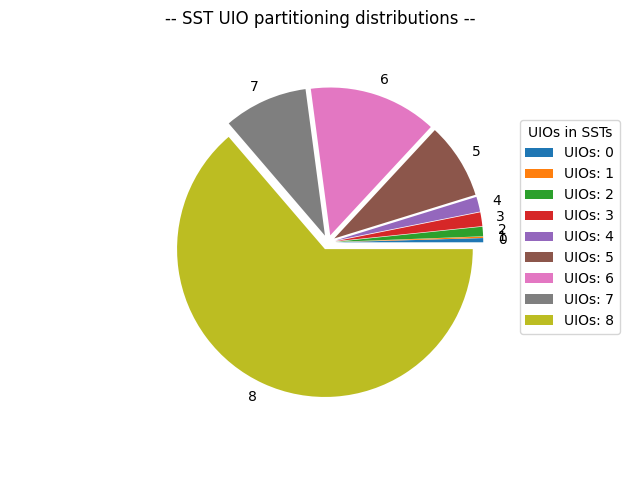 -- SST UIO partitioning distributions --
7
6
5
4
3
2
1
0
8
UIOs in SSTs
UIOs: 0
UIOs: 1
UIOs: 2
UIOs: 3
UIOs: 4
UIOs: 5
UIOs: 6
UIOs: 7
UIOs: 8